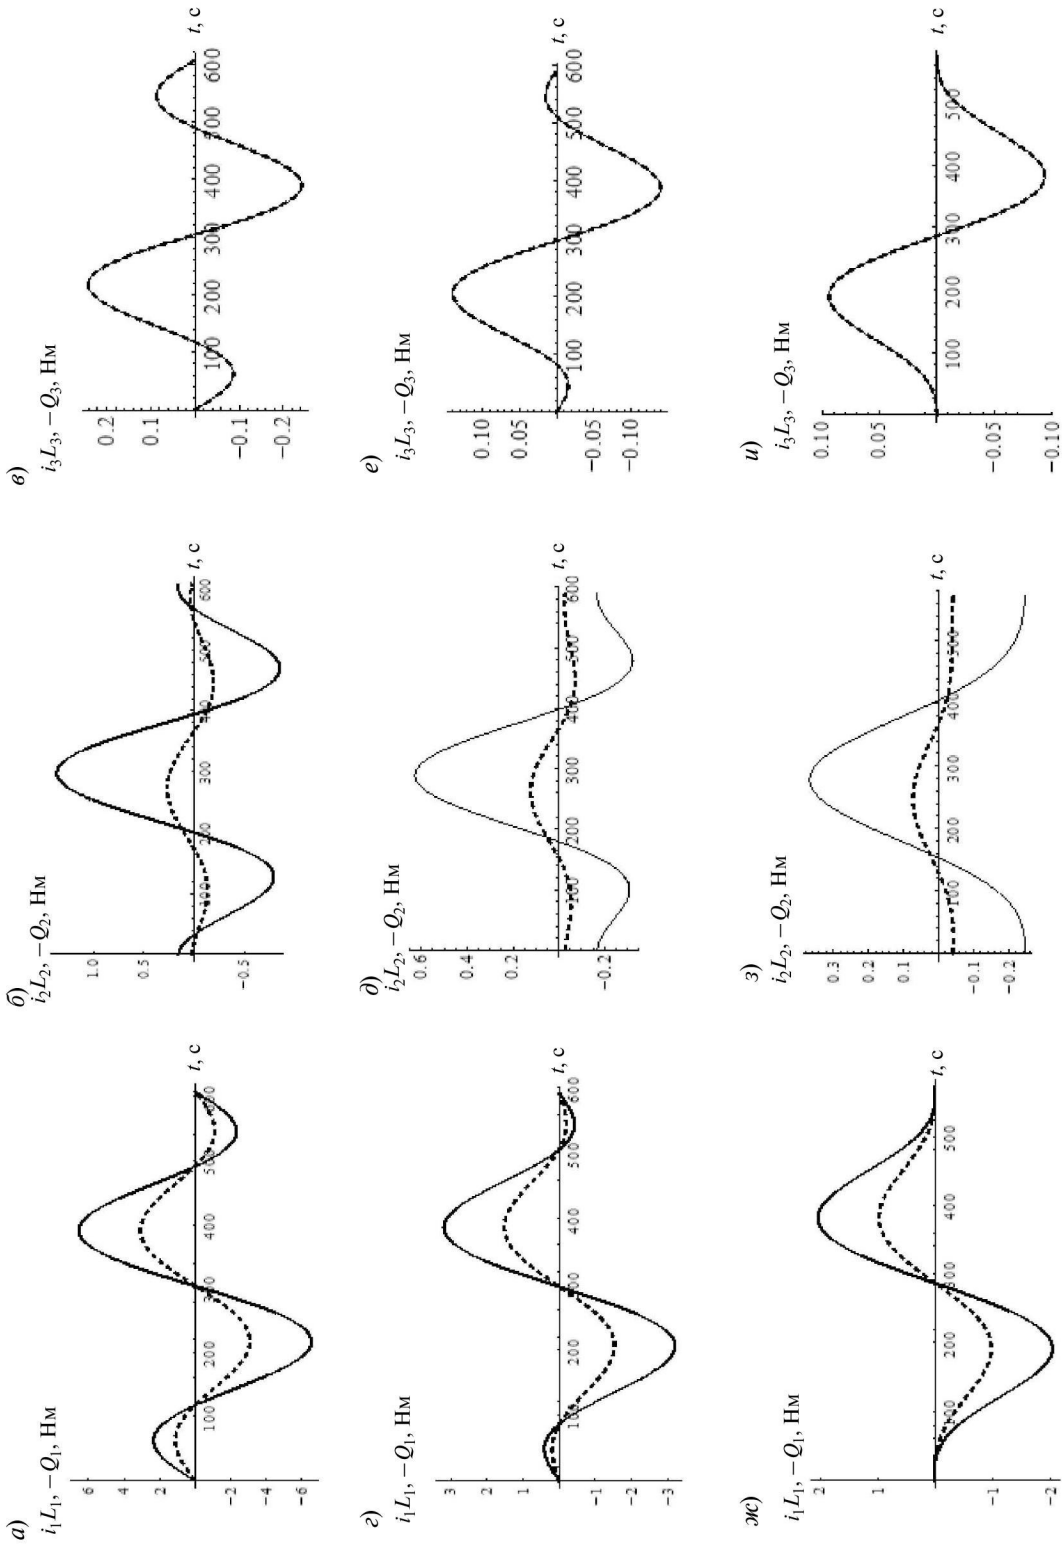 а)
i₁L₁, −Q₁, Нм
6
4
2
−2
−4
−6
100 200 300 400 500 600
t, с
б)
i₂L₂, −Q₂, Нм
1.0
0.5
−0.5
100 200 300 400 500 600
t, с
в)
i₃L₃, −Q₃, Нм
0.2
0.1
−0.1
−0.2
100 200 300 400 500 600
t, с
г)
i₁L₁, −Q₁, Нм
3
2
1
−1
−2
−3
100 200 300 400 500 600
t, с
д)
i₂L₂, −Q₂, Нм
0.6
0.4
0.2
−0.2
100 200 300 400 500 600
t, с
е)
i₃L₃, −Q₃, Нм
0.10
0.05
−0.05
−0.10
100 200 300 400 500 600
t, с
ж)
i₁L₁, −Q₁, Нм
2
1
−1
−2
100 200 300 400 500
t, с
з)
i₂L₂, −Q₂, Нм
0.3
0.2
0.1
−0.1
−0.2
100 200 300 400 500
t, с
и)
i₃L₃, −Q₃, Нм
0.10
0.05
−0.05
−0.10
100 200 300 400 500
t, с